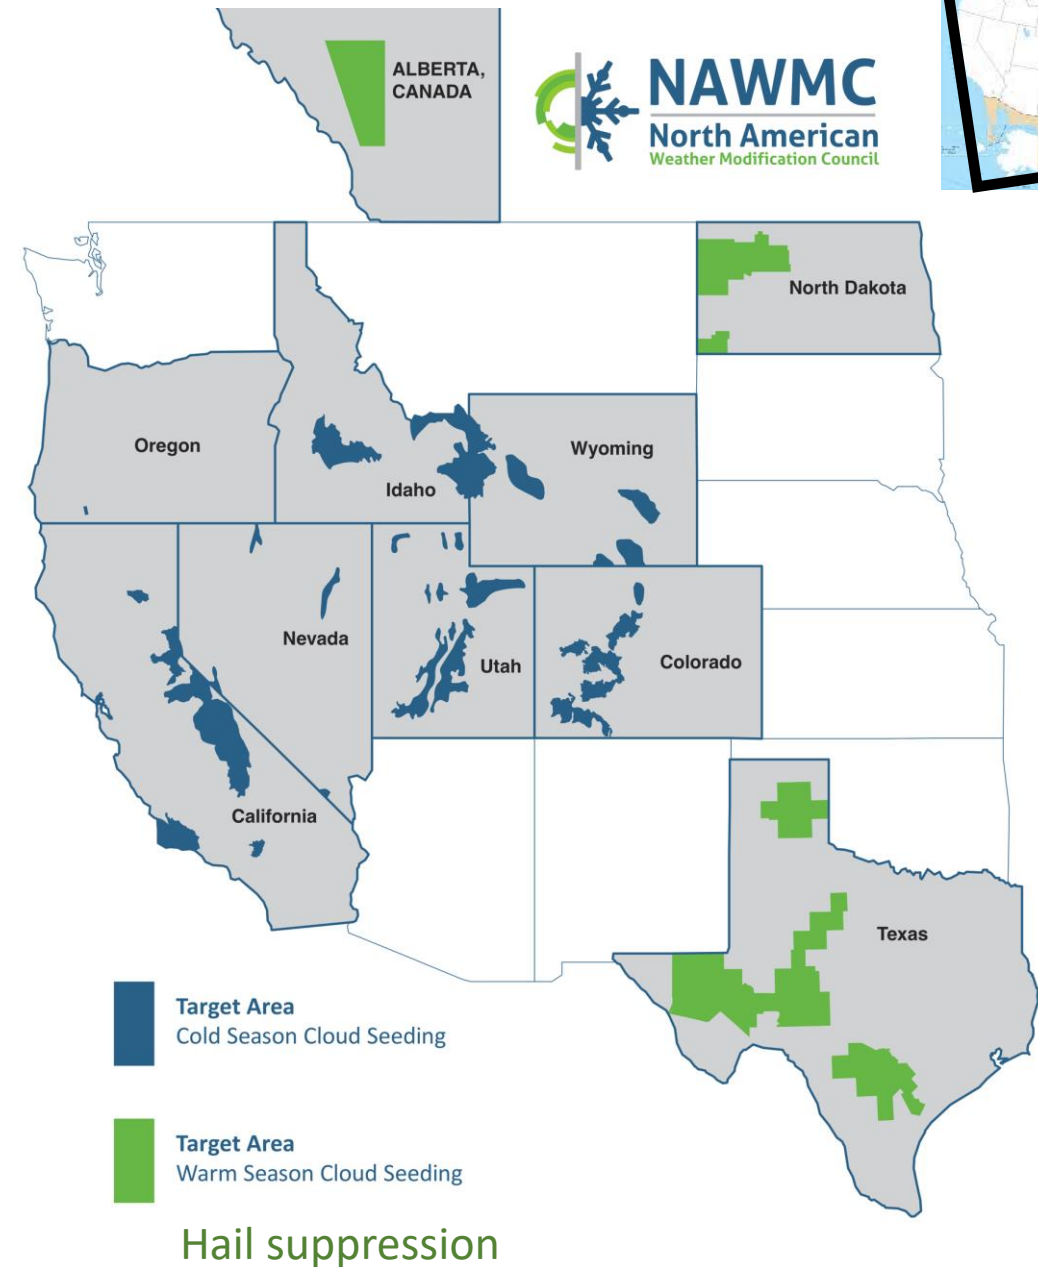 ALBERTA,
CANADA
NAWMC
North American
Weather Modification Council
North Dakota
Oregon
Idaho
Wyoming
Nevada
Utah
Colorado
California
Texas
Target Area
Cold Season Cloud Seeding
Target Area
Warm Season Cloud Seeding
Hail suppression